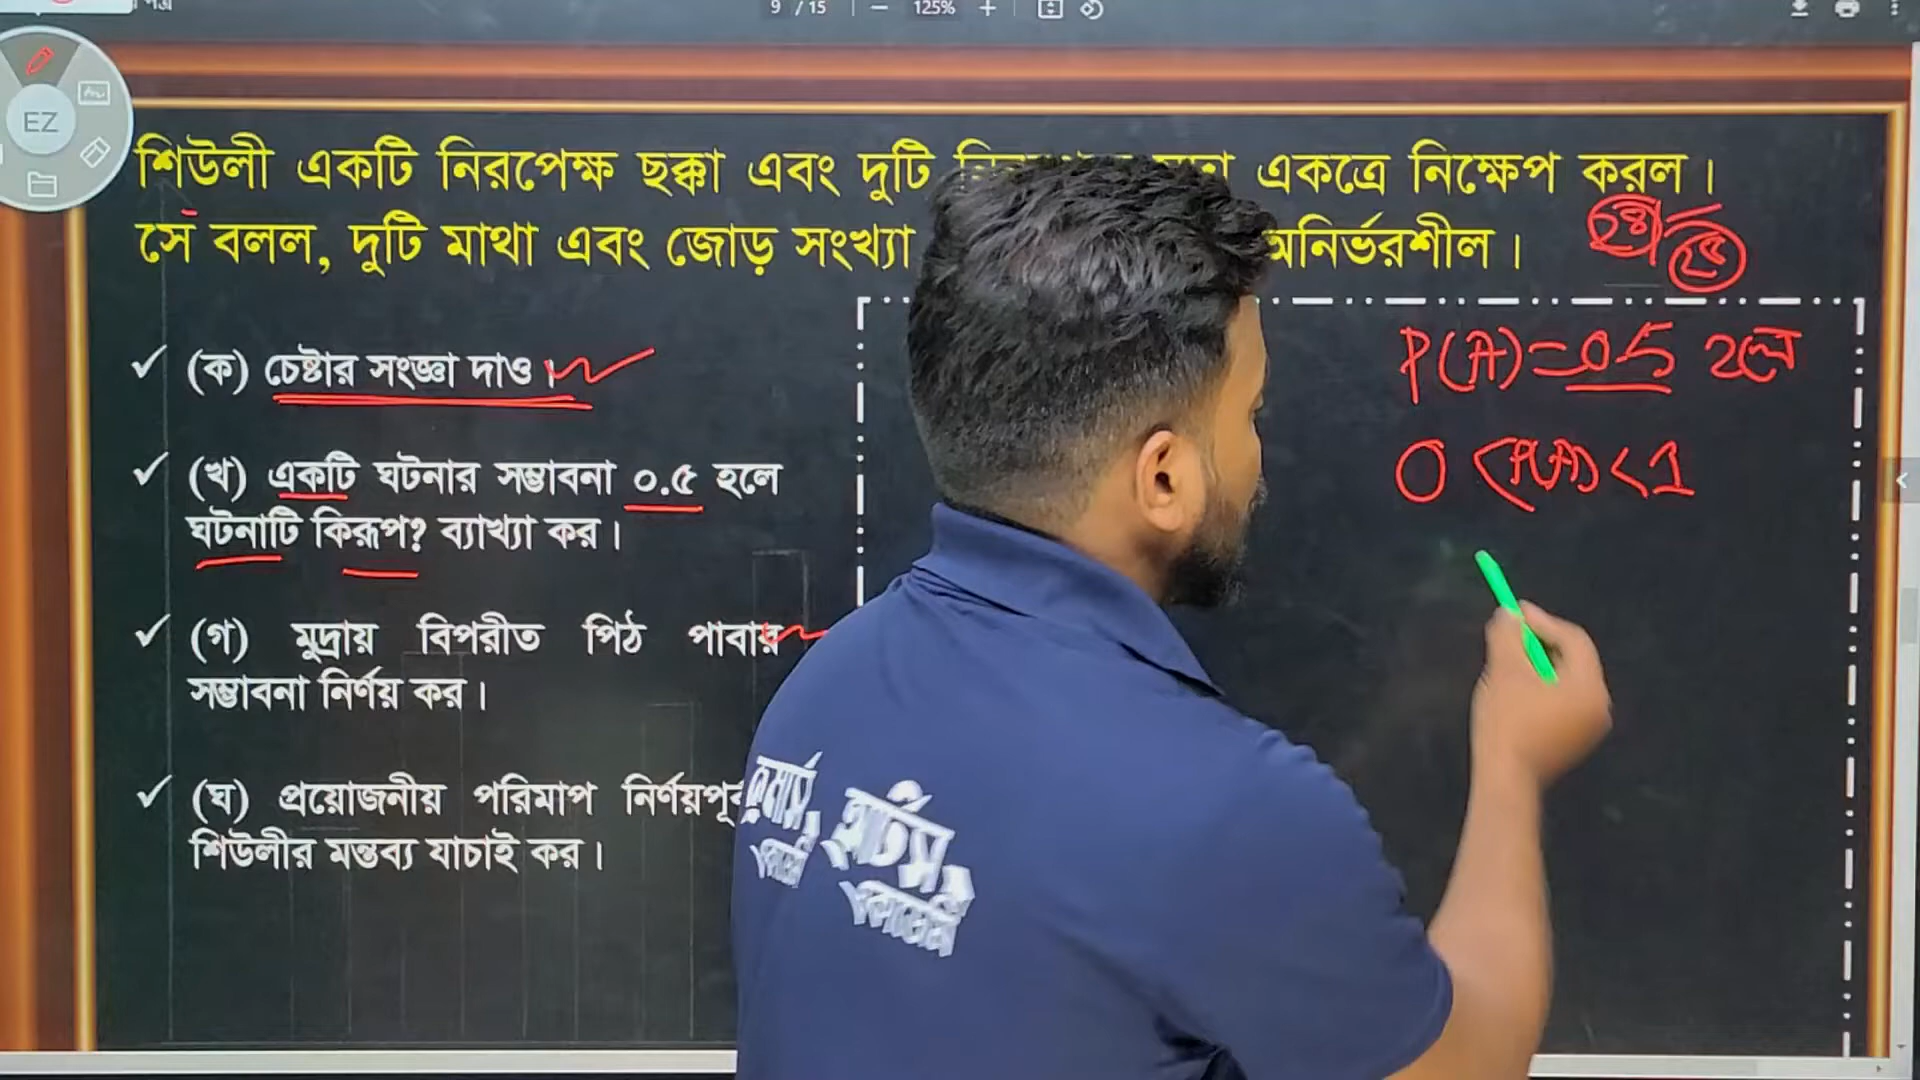 9 / 15 — 125% +
EZ
শিউলী একটি নিরপেক্ষ ছক্কা এবং দুটি একত্রে নিক্ষেপ করল।
সে বলল, দুটি মাথা এবং জোড় সংখ্যা অনির্ভরশীল।
(ক) চেষ্টার সংজ্ঞা দাও।
(খ) একটি ঘটনার সম্ভাবনা ০.৫ হলে
ঘটনাটি কিরূপ? ব্যাখ্যা কর।
(গ) মুদ্রায় বিপরীত পিঠ পাবার
সম্ভাবনা নির্ণয় কর।
(ঘ) প্রয়োজনীয় পরিমাপ
শিউলীর মন্তব্য যাচাই কর।
P(A)=0.5 হলে
0 <P(A)<1